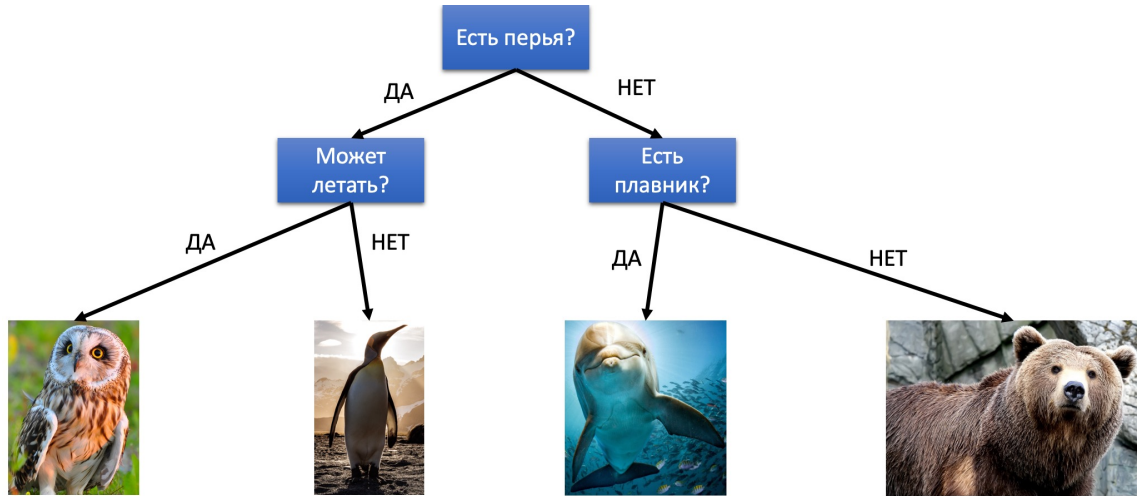 Есть перья?
ДА
НЕТ
Может
летать?
Есть
плавник?
ДА
НЕТ
ДА
НЕТ